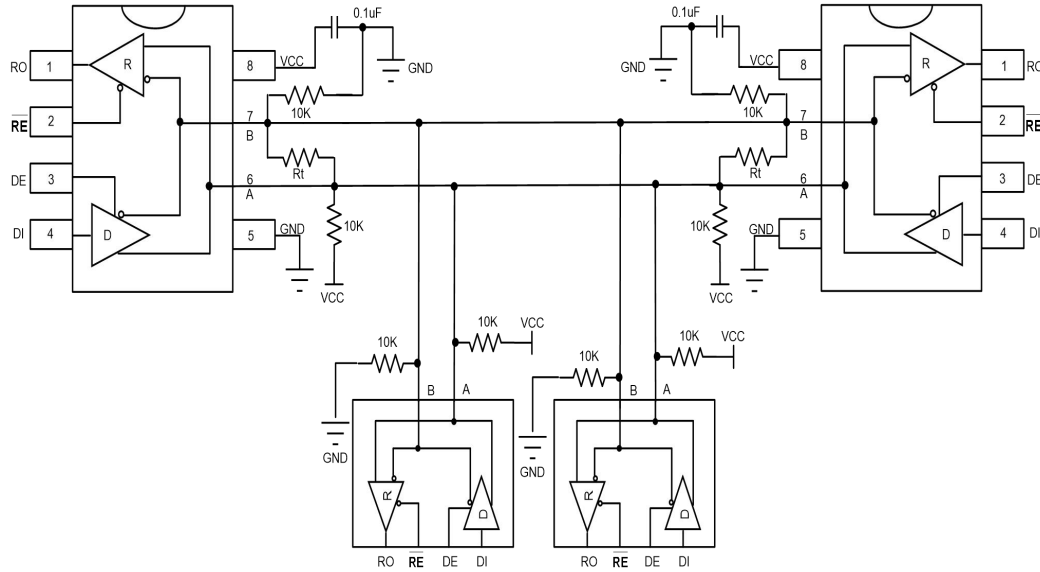 0.1uF
0.1uF
RO 1
R
8 VCC
GND
GND
VCC 8
R
1 RO
RE 2
10K
10K
2 RE
7
B
7
B
DE 3
Rt
Rt
3 DE
6
A
6
A
DI 4
D
5 GND
10K
10K
GND 5
D
4 DI
VCC
VCC
10K
VCC
10K
VCC
10K
10K
B
A
B
A
GND
GND
R
D
R
D
RO RE DE DI
RO RE DE DI